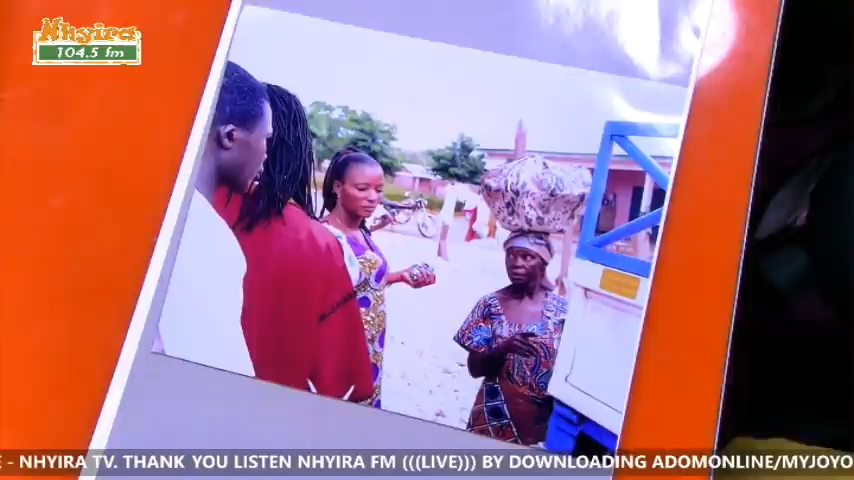 Nhyira
104.5 fm
- NHYIRA TV. THANK YOU LISTEN NHYIRA FM (((LIVE))) BY DOWNLOADING ADOMONLINE/MYJOYO